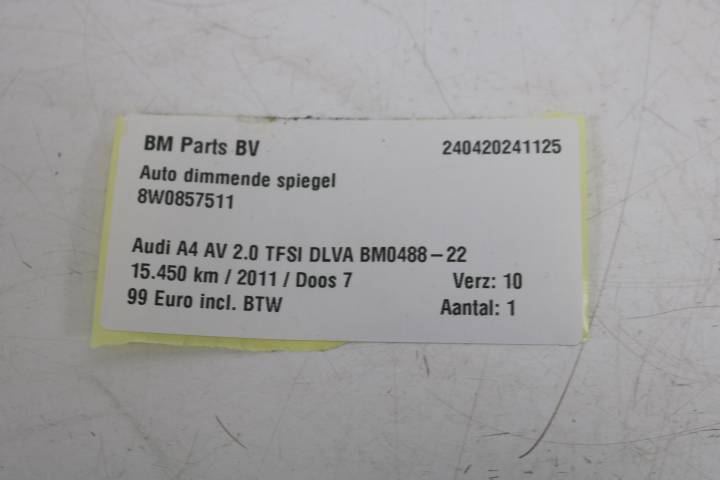 BM Parts BV 240420241125
Auto dimmende spiegel
8W0857511
Audi A4 AV 2.0 TFSI DLVA BM0488-22
15.450 km / 2011 / Doos 7 Verz: 10
99 Euro incl. BTW Aantal: 1